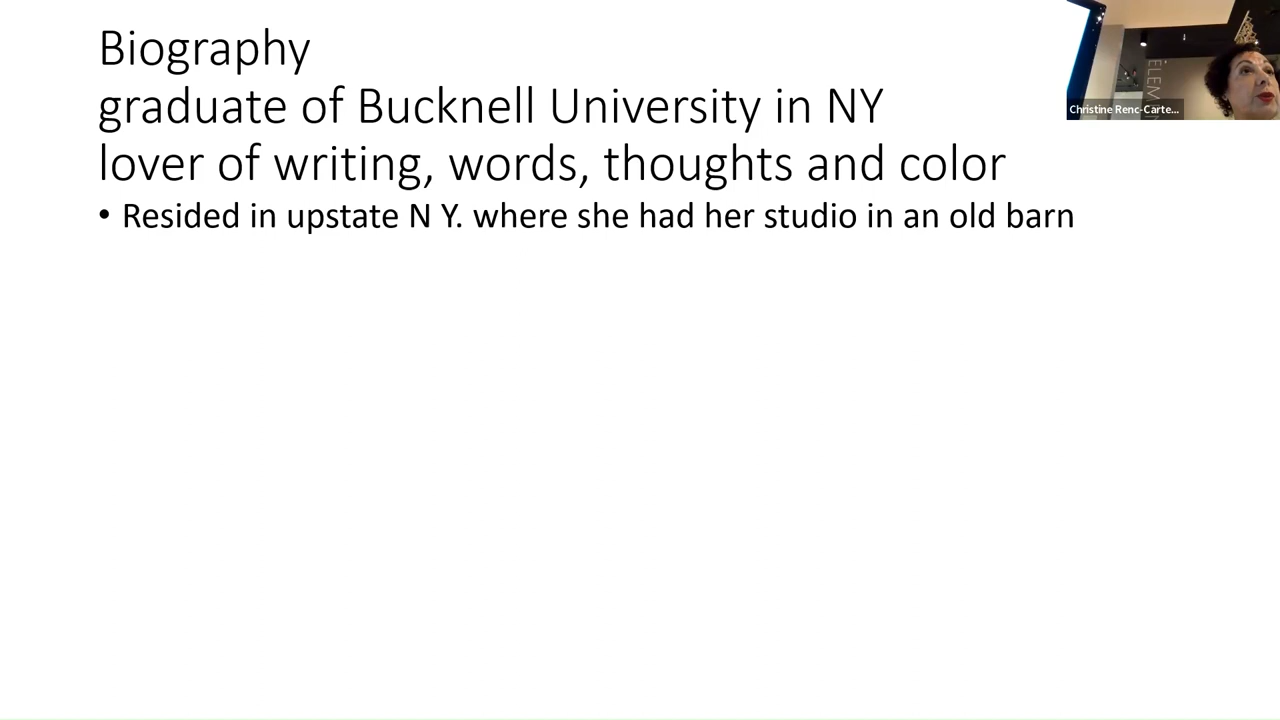 Biography
graduate of Bucknell University in NY
lover of writing, words, thoughts and color
• Resided in upstate N Y. where she had her studio in an old barn
Christine Renc-Carte...
ELEM